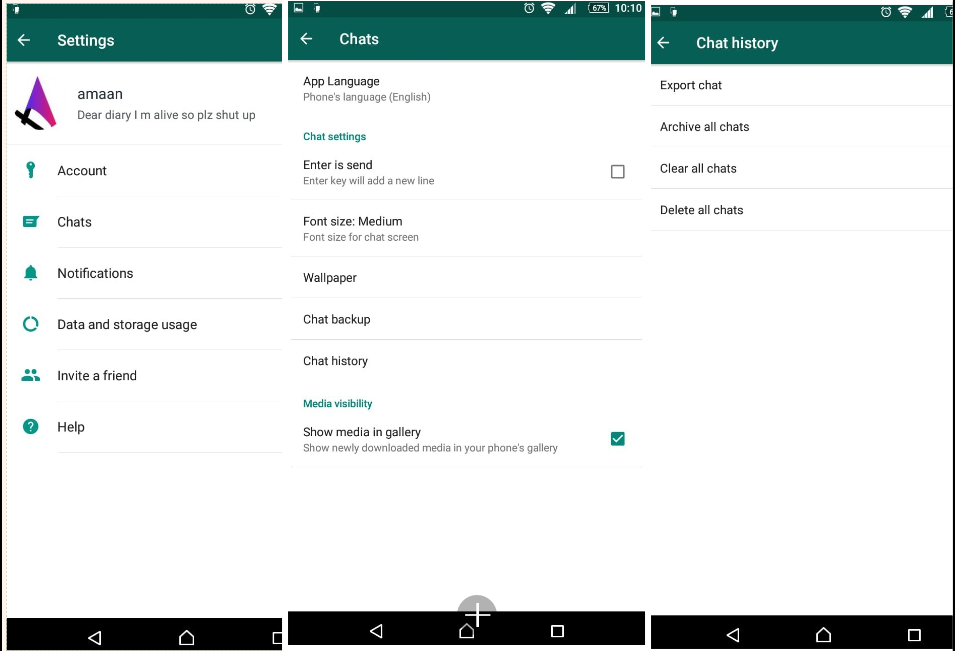 Settings
amaan
Dear diary I m alive so plz shut up
Account
Chats
Notifications
Data and storage usage
Invite a friend
Help
67% 10:10
Chats
App Language
Phone's language (English)
Chat settings
Enter is send
Enter key will add a new line
Font size: Medium
Font size for chat screen
Wallpaper
Chat backup
Chat history
Media visibility
Show media in gallery
Show newly downloaded media in your phone's gallery
Chat history
Export chat
Archive all chats
Clear all chats
Delete all chats